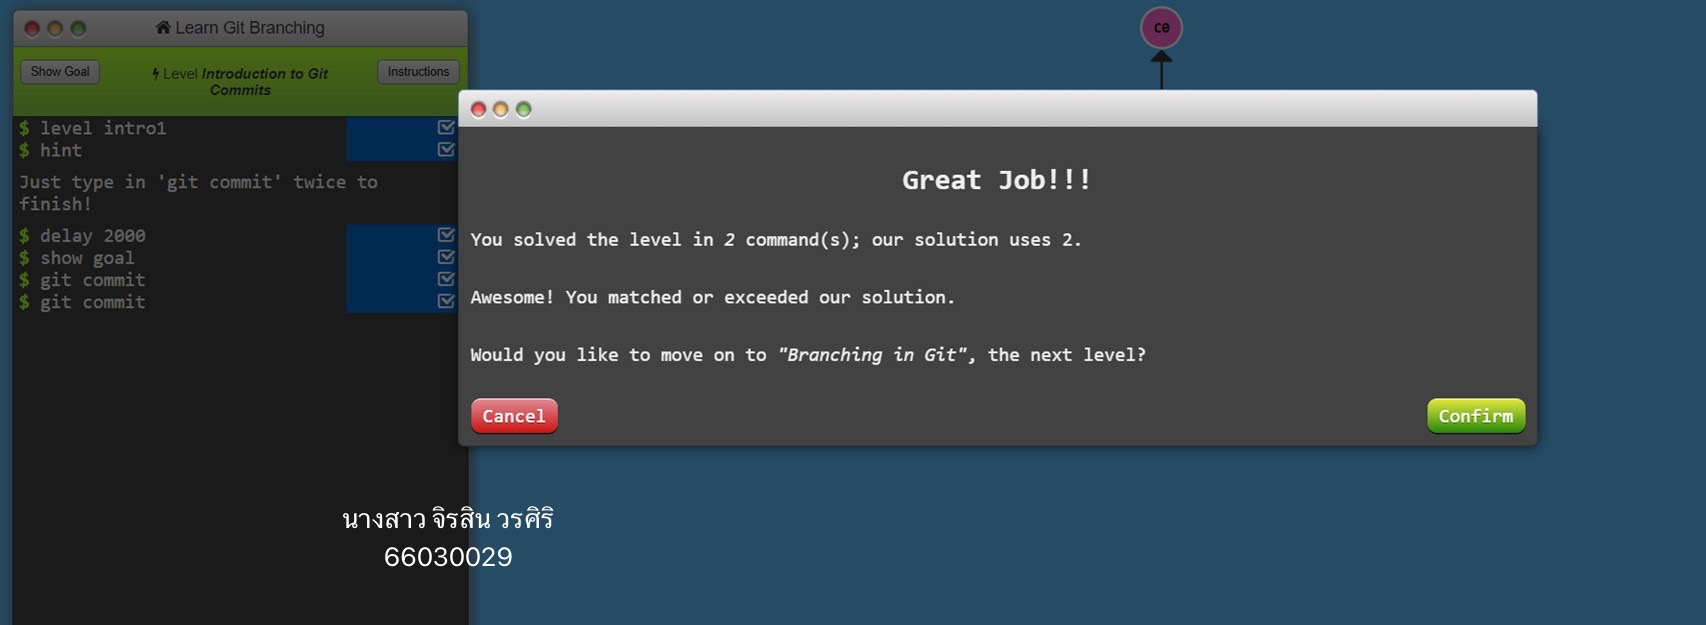 Learn Git Branching
Show Goal
Level Introduction to Git Commits
Instructions
$ level intro1
$ hint
Just type in 'git commit' twice to
finish!
$ delay 2000
$ show goal
$ git commit
$ git commit
C0
Great Job!!!
You solved the level in 2 command(s); our solution uses 2.
Awesome! You matched or exceeded our solution.
Would you like to move on to "Branching in Git", the next level?
Cancel
Confirm
นางสาว จิรสิน วรศิริ
66030029